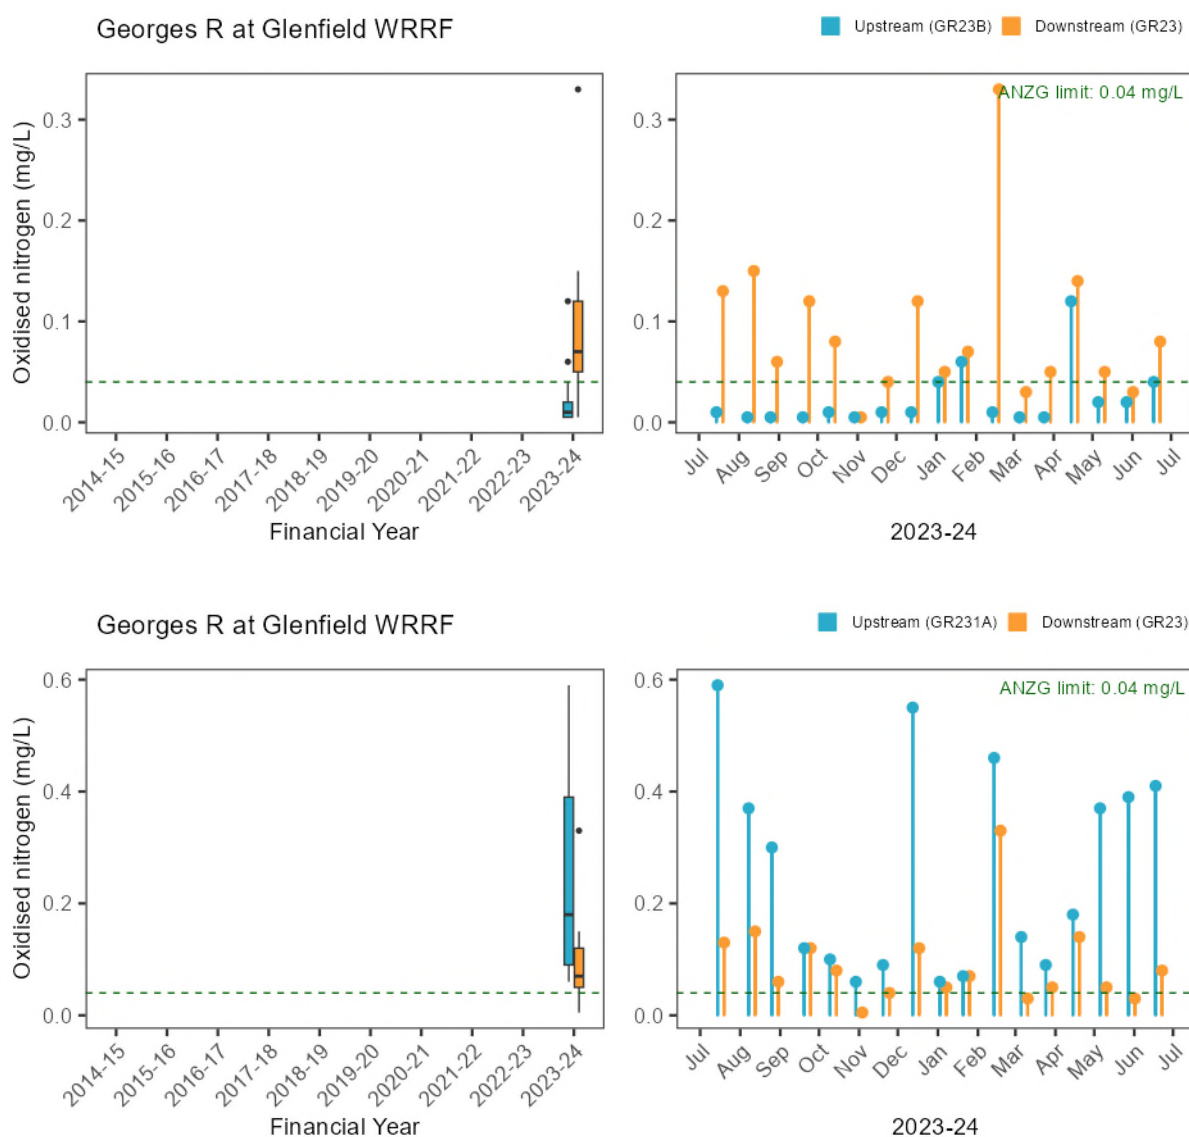 Georges R at Glenfield WRRF
Upstream (GR23B) Downstream (GR23)
Oxidised nitrogen (mg/L)
0.3
0.2
0.1
0.0
2014-15 2015-16 2016-17 2017-18 2018-19 2019-20 2020-21 2021-22 2022-23 2023-24
Financial Year
ANZG limit: 0.04 mg/L
0.3
0.2
0.1
0.0
Jul Aug Sep Oct Nov Dec Jan Feb Mar Apr May Jun Jul
2023-24
Georges R at Glenfield WRRF
Upstream (GR231A) Downstream (GR23)
Oxidised nitrogen (mg/L)
0.6
0.4
0.2
0.0
2014-15 2015-16 2016-17 2017-18 2018-19 2019-20 2020-21 2021-22 2022-23 2023-24
Financial Year
ANZG limit: 0.04 mg/L
0.6
0.4
0.2
0.0
Jul Aug Sep Oct Nov Dec Jan Feb Mar Apr May Jun Jul
2023-24